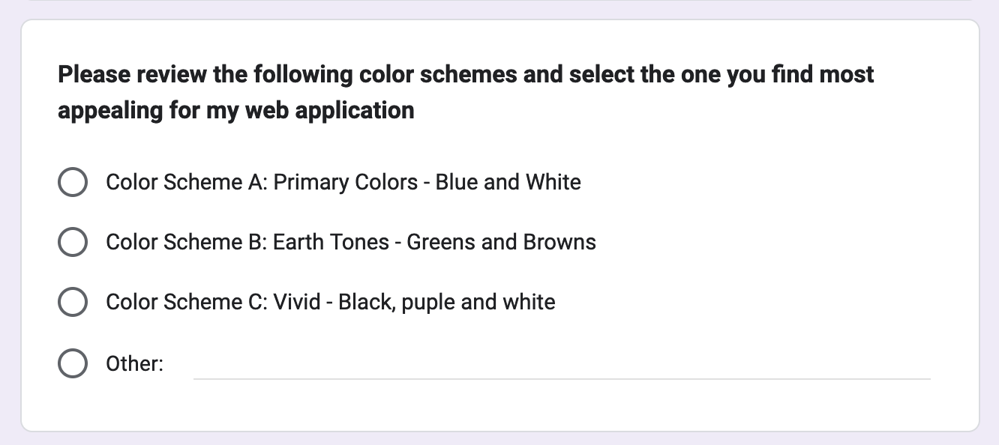 Please review the following color schemes and select the one you find most
appealing for my web application
Color Scheme A: Primary Colors - Blue and White
Color Scheme B: Earth Tones - Greens and Browns
Color Scheme C: Vivid - Black, puple and white
Other: